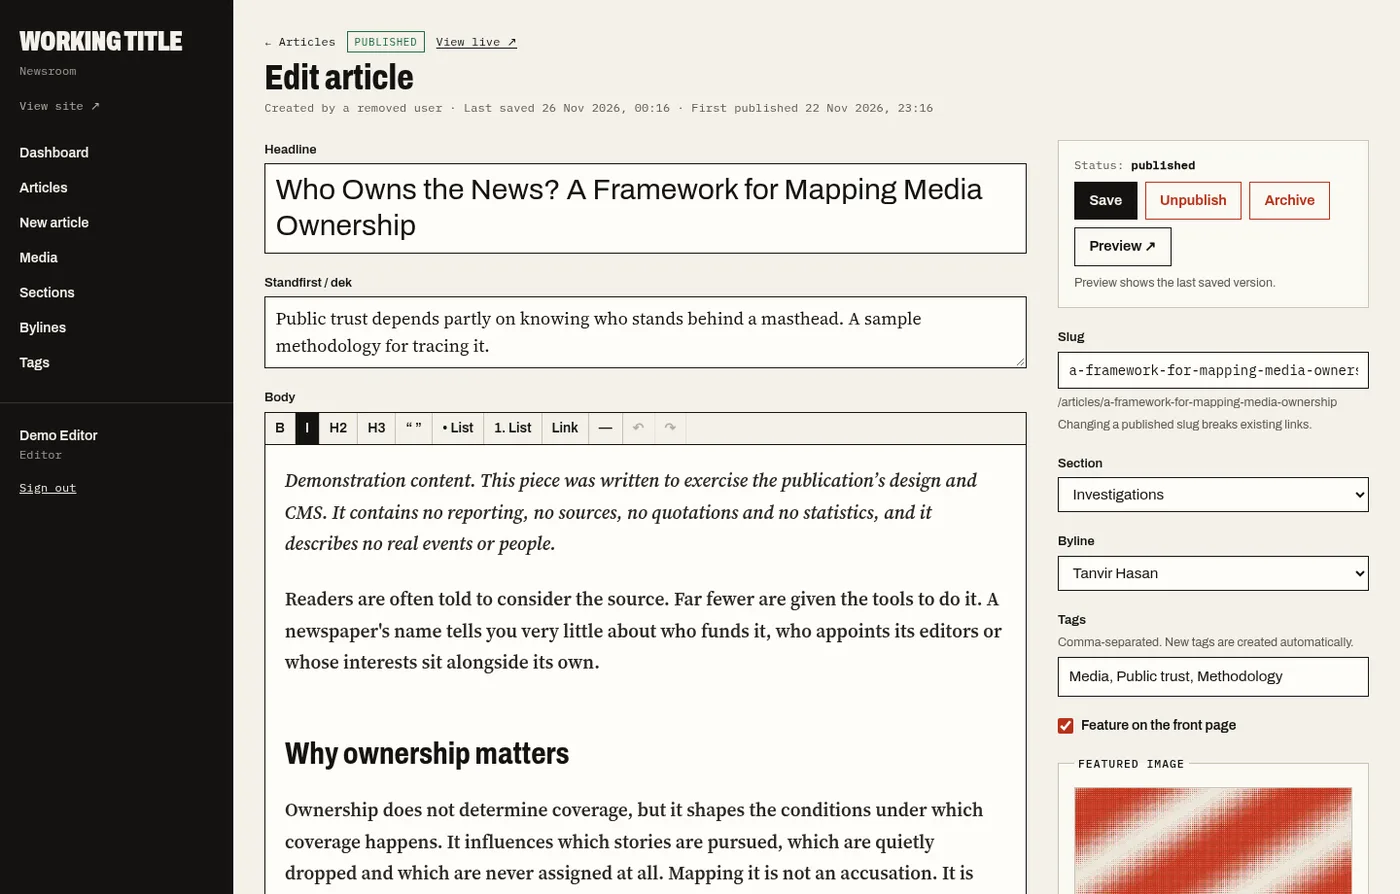 WORKING TITLE
Newsroom
View site ↗
Dashboard
Articles
New article
Media
Sections
Bylines
Tags
Demo Editor
Editor
Sign out
← Articles PUBLISHED View live ↗
Edit article
Created by a removed user · Last saved 26 Nov 2026, 00:16 · First published 22 Nov 2026, 23:16
Headline
Who Owns the News? A Framework for Mapping Media
Ownership
Standfirst / dek
Public trust depends partly on knowing who stands behind a masthead. A sample
methodology for tracing it.
Body
B I H2 H3 “ ” • List 1. List Link — ↶ ↷
Demonstration content. This piece was written to exercise the publication’s design and
CMS. It contains no reporting, no sources, no quotations and no statistics, and it
describes no real events or people.
Readers are often told to consider the source. Far fewer are given the tools to do it. A
newspaper's name tells you very little about who funds it, who appoints its editors or
whose interests sit alongside its own.
Why ownership matters
Ownership does not determine coverage, but it shapes the conditions under which
coverage happens. It influences which stories are pursued, which are quietly
dropped and which are never assigned at all. Mapping it is not an accusation. It is
Status: published
Save Unpublish Archive
Preview ↗
Preview shows the last saved version.
Slug
a-framework-for-mapping-media-owners
/articles/a-framework-for-mapping-media-ownership
Changing a published slug breaks existing links.
Section
Investigations
Byline
Tanvir Hasan
Tags
Comma-separated. New tags are created automatically.
Media, Public trust, Methodology
Feature on the front page
FEATURED IMAGE